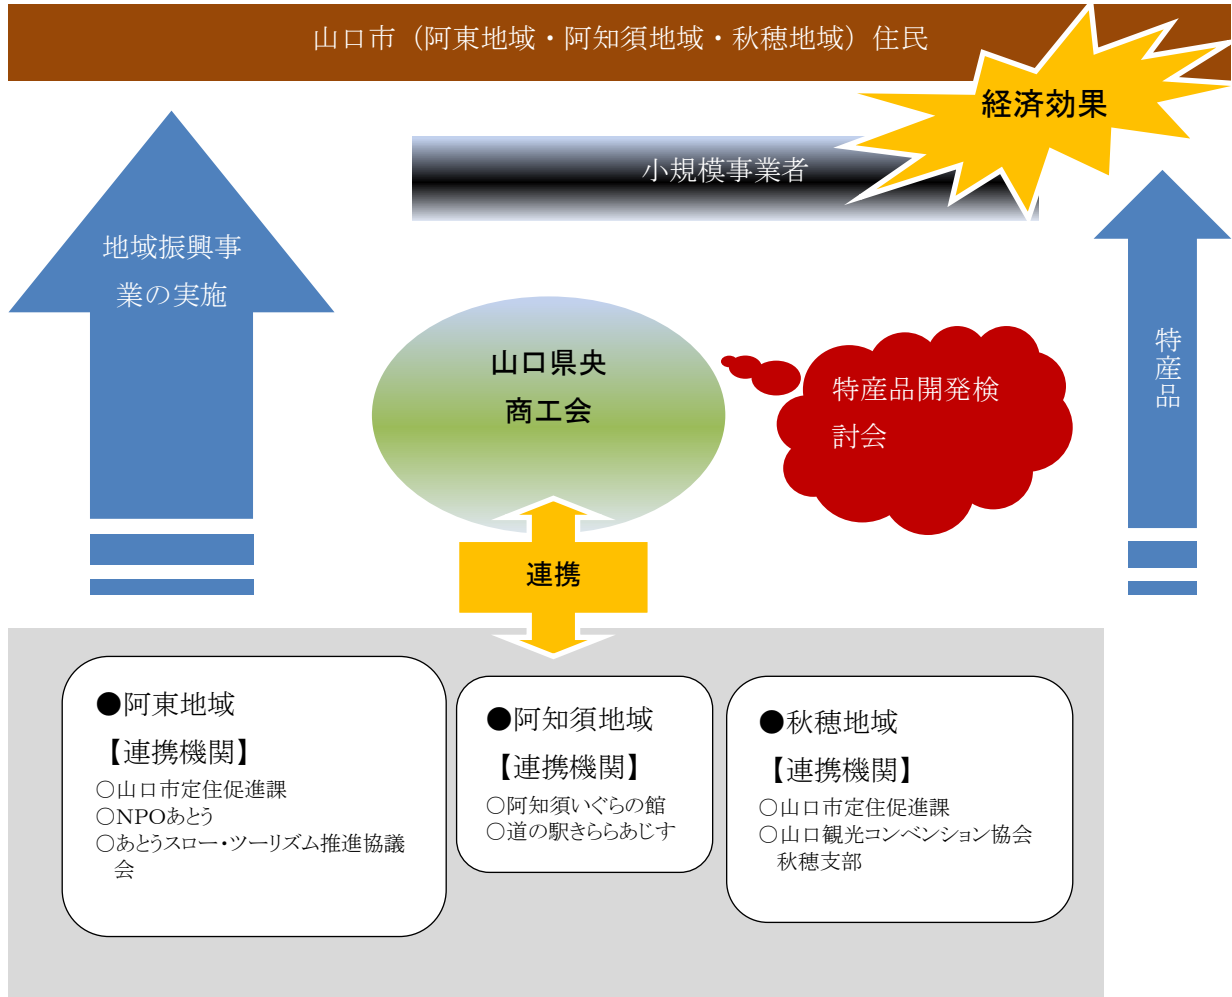 山口市（阿東地域・阿知須地域・秋穂地域）住民
経済効果
小規模事業者
地域振興事
業の実施
山口県央
商工会
特産品開発検
討会
特産品
連携
●阿東地域
【連携機関】
○山口市定住促進課
○NPOあとう
○あとうスロー・ツーリズム推進協議
会
●阿知須地域
【連携機関】
○阿知須いぐらの館
○道の駅きららあじす
●秋穂地域
【連携機関】
○山口市定住促進課
○山口観光コンベンション協会
秋穂支部